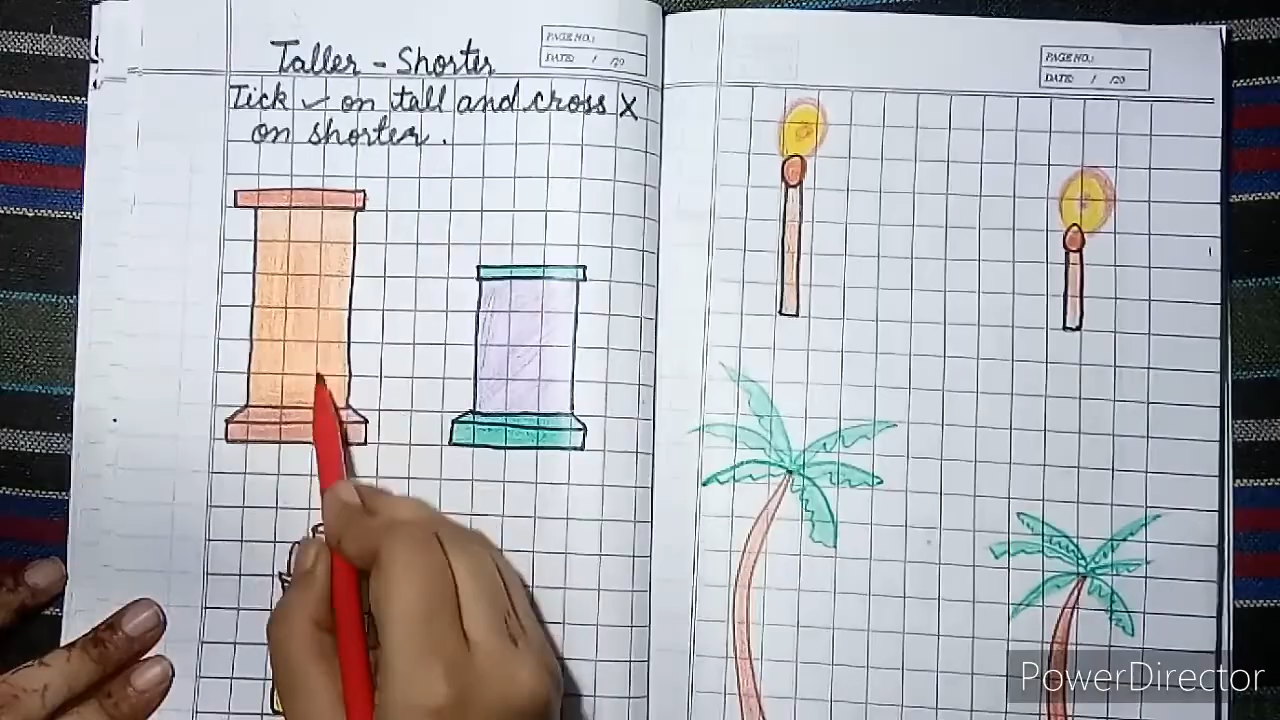 Taller - Shorter
PAGE NO.:
DATE / /20
Tick ✓ on tall and cross X
on shorter.
PAGE NO.:
DATE / /20
PowerDirector